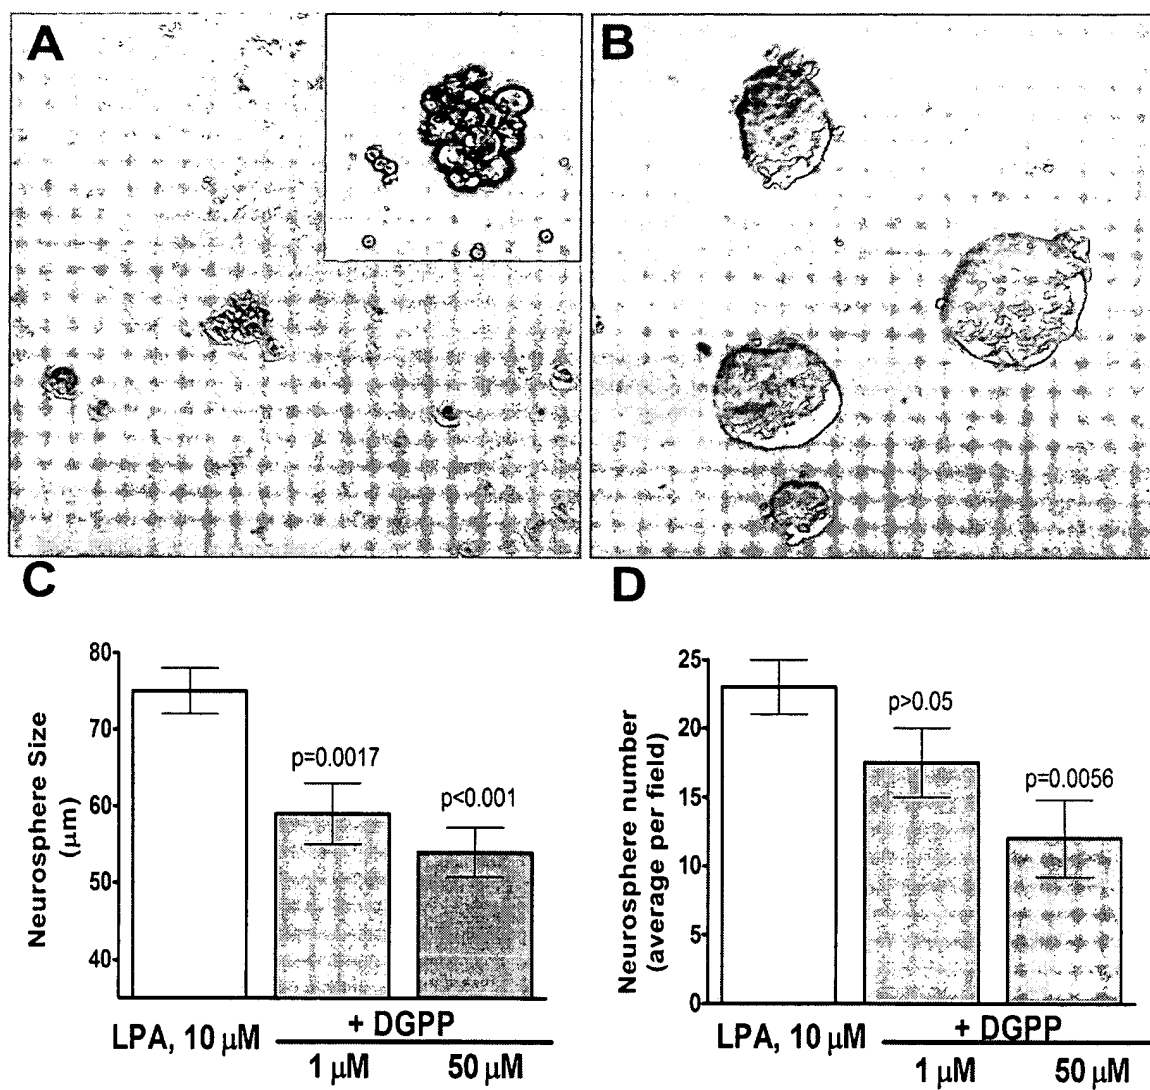 A
B
C
Neurosphere Size
(μm)
80
70
60
50
40
p=0.0017
p<0.001
LPA, 10 μM
+ DGPP
1 μM
50 μM
D
Neurosphere number
(average per field)
25
20
15
10
5
0
p>0.05
p=0.0056
LPA, 10 μM
+ DGPP
1 μM
50 μM